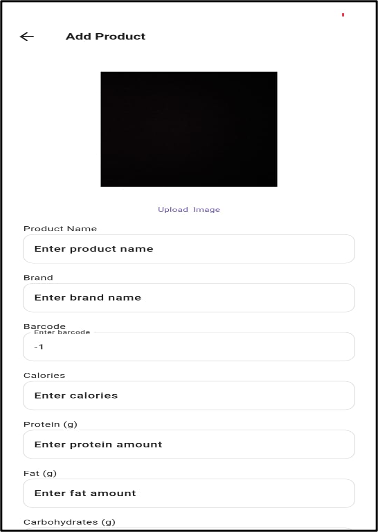 Add Product
Upload Image
Product Name
Enter product name
Brand
Enter brand name
Barcode
Enter barcode
-1
Calories
Enter calories
Protein (g)
Enter protein amount
Fat (g)
Enter fat amount
Carbohydrates (g)